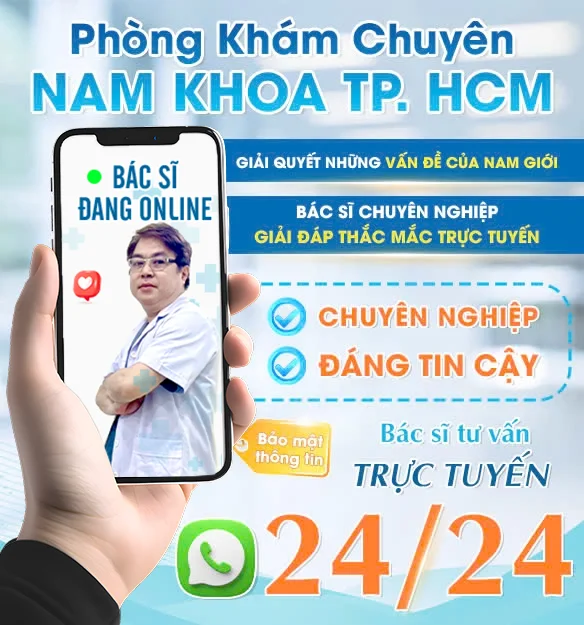 Phòng Khám Chuyên
NAM KHOA TP. HCM
BÁC SĨ
ĐANG ONLINE
GIẢI QUYẾT NHỮNG VẤN ĐỀ CỦA NAM GIỚI
BÁC SĨ CHUYÊN NGHIỆP
GIẢI ĐÁP THẮC MẮC TRỰC TUYẾN
CHUYÊN NGHIỆP
ĐÁNG TIN CẬY
Bảo mật
thông tin
Bác sĩ tư vấn
TRỰC TUYẾN
24/24